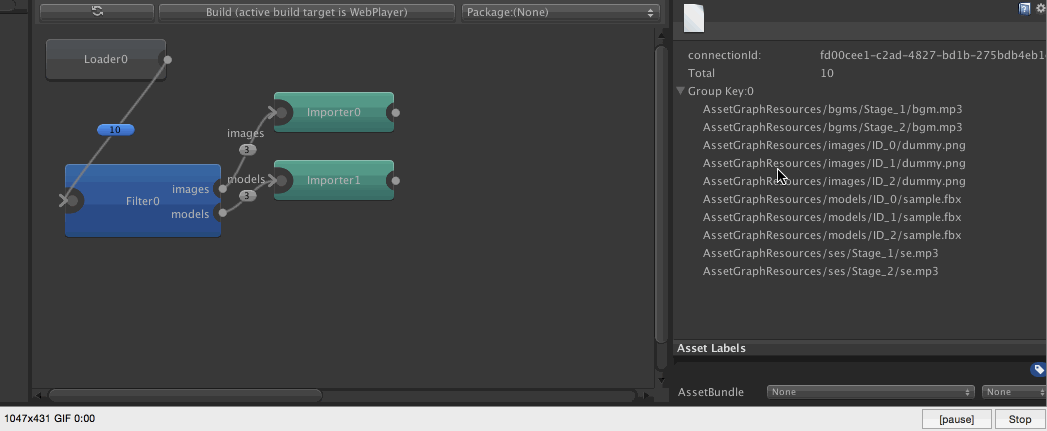 Build (active build target is WebPlayer)
Package:(None)
Loader0
10
images
3
models
3
Importer0
Importer1
Filter0
images
models
connectionId: fd00cee1-c2ad-4827-bd1b-275bdb4eb1
Total 10
Group Key:0
AssetGraphResources/bgms/Stage_1/bgm.mp3
AssetGraphResources/bgms/Stage_2/bgm.mp3
AssetGraphResources/images/ID_0/dummy.png
AssetGraphResources/images/ID_1/dummy.png
AssetGraphResources/images/ID_2/dummy.png
AssetGraphResources/models/ID_0/sample.fbx
AssetGraphResources/models/ID_1/sample.fbx
AssetGraphResources/models/ID_2/sample.fbx
AssetGraphResources/ses/Stage_1/se.mp3
AssetGraphResources/ses/Stage_2/se.mp3
Asset Labels
AssetBundle None None
1047x431 GIF 0:00
[pause] Stop